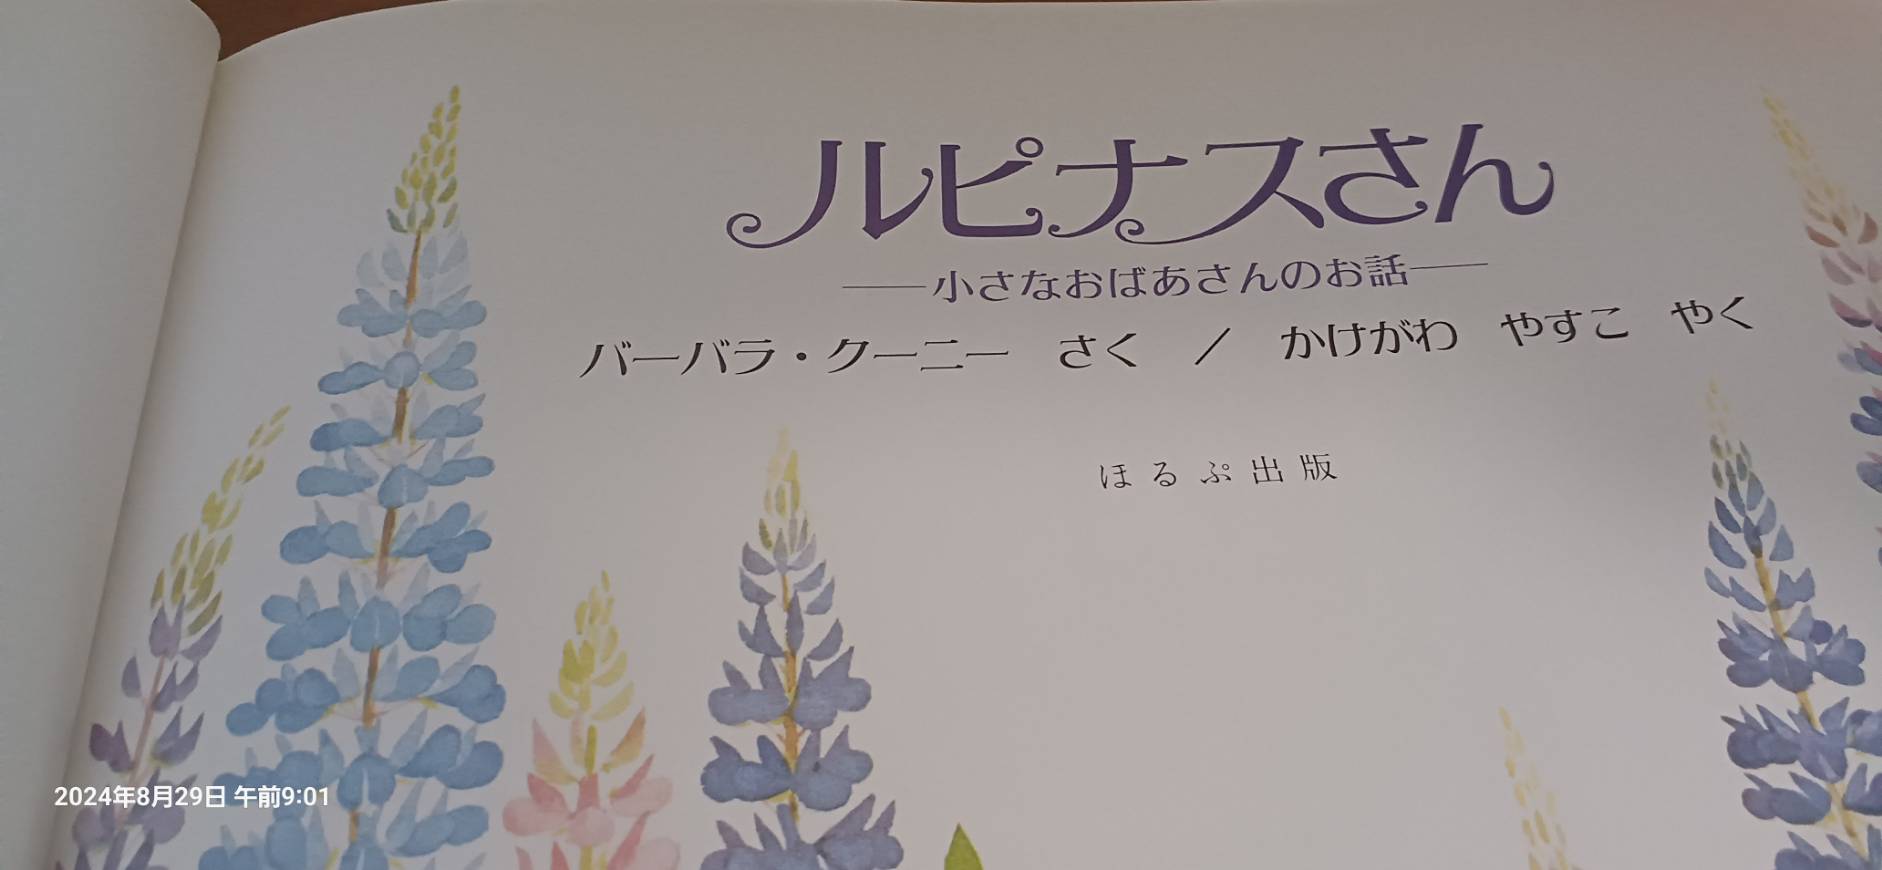 ルピナスさん
——小さなおばあさんのお話——
バーバラ・クーニー　さく　／　かけがわ　やすこ　やく
ほるぷ出版
2024年8月29日 午前9:01